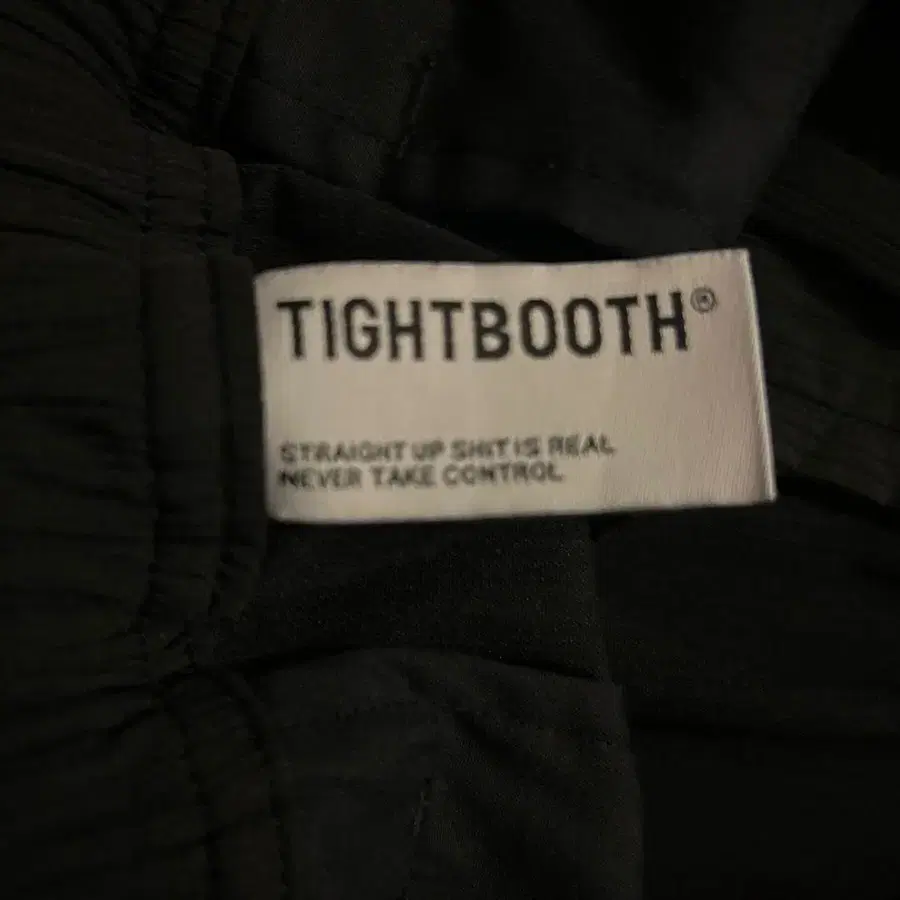 TIGHTBOOTH®
STRAIGHT UP SHIT IS REAL
NEVER TAKE CONTROL